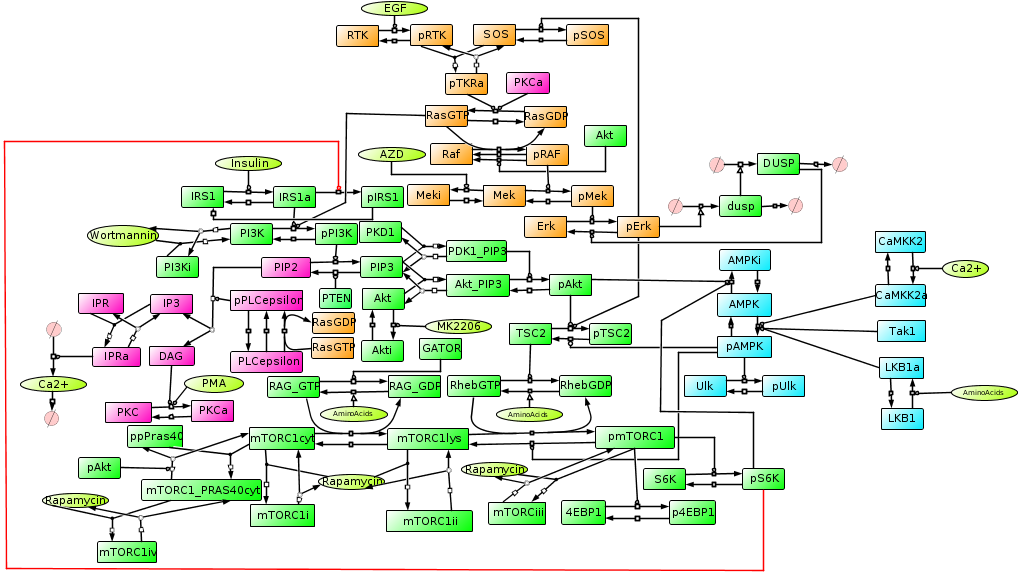 EGF
RTK
pRTK
SOS
pSOS
pTKRa
PKCa
RasGTP
RasGDP
Akt
AZD
Raf
pRAF
DUSP
Insulin
IRS1
IRS1a
pIRS1
Meki
Mek
pMek
dusp
Wortmannin
PI3K
pPI3K
PKD1
Erk
pErk
CaMKK2
PI3Ki
PIP2
PIP3
PDK1_PIP3
AMPKi
Ca2+
IPR
IP3
pPLCepsilon
PTEN
Akt
Akt_PIP3
pAkt
AMPK
CaMKK2a
RasGDP
MK2206
TSC2
pTSC2
Tak1
IPRa
DAG
PLCepsilon
RasGTP
Akti
GATOR
pAMPK
LKB1a
Ca2+
PMA
RAG_GTP
RAG_GDP
RhebGTP
RhebGDP
Ulk
pUlk
AminoAcids
PKC
PKCa
AminoAcids
AminoAcids
LKB1
ppPras40
mTORC1cyt
mTORC1lys
pmTORC1
pAkt
Rapamycin
Rapamycin
S6K
pS6K
mTORC1_PRAS40cyt
Rapamycin
mTORC1i
mTORC1ii
mTORCiii
4EBP1
p4EBP1
mTORC1iv